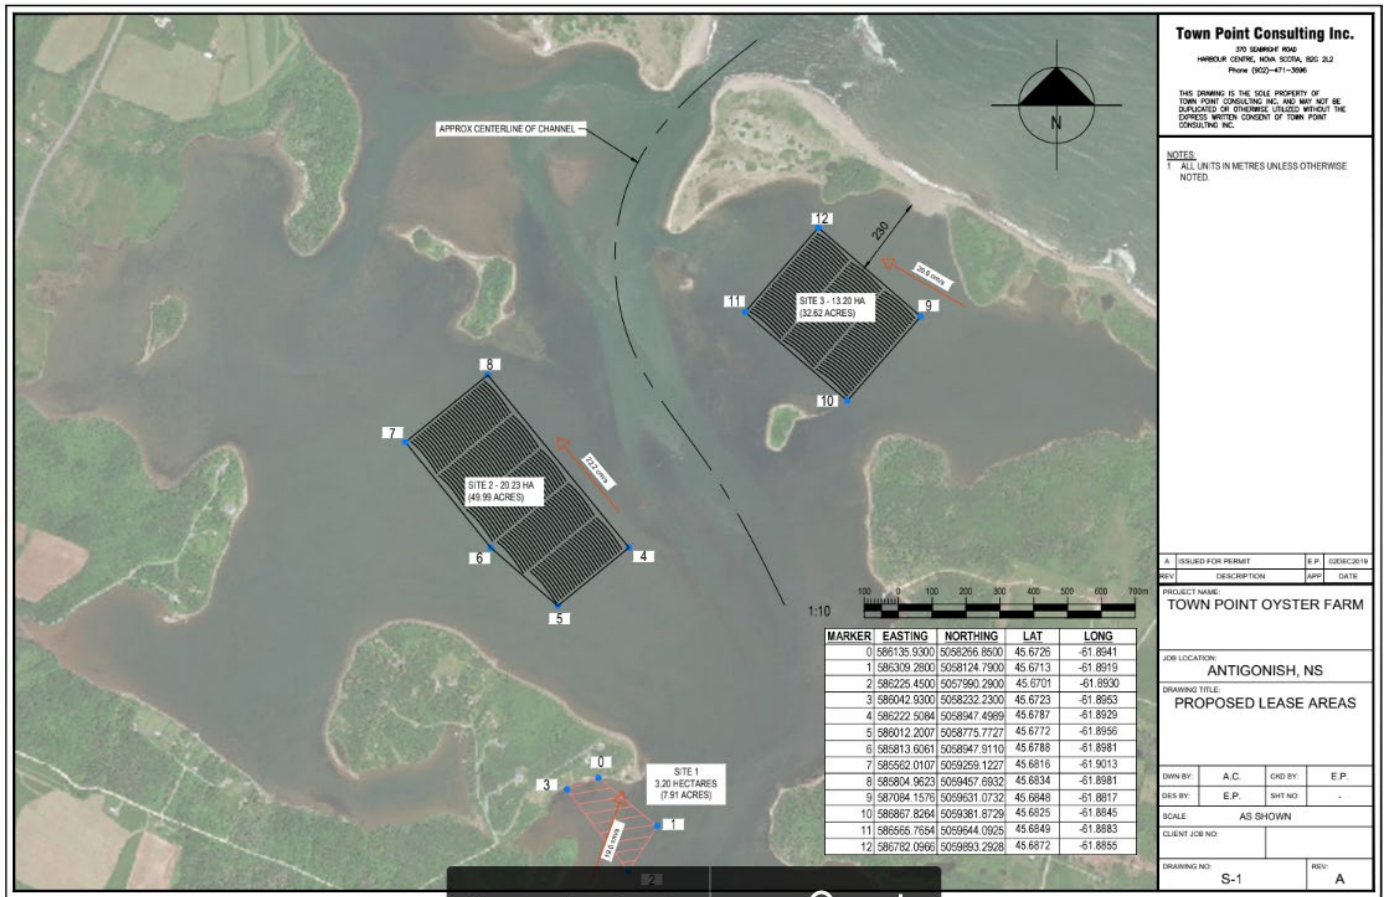 APPROX CENTERLINE OF CHANNEL
N
12
230
20.9 cm/s
11
SITE 3 - 13.20 HA
(32.62 ACRES)
9
10
8
7
22.2 cm/s
SITE 2 - 20.23 HA
(49.99 ACRES)
6
4
5
0
3
SITE 1
3.20 HECTARES
(7.91 ACRES)
1
19.0 cm/s
2
1:10
100 0 100 200 300 400 500 600 700m
MARKER EASTING NORTHING LAT LONG
0 586135.9300 5058266.8500 45.6726 -61.8941
1 586309.2800 5058124.7900 45.6713 -61.8919
2 586225.4500 5057990.2900 45.6701 -61.8930
3 586042.9300 5058232.2300 45.6723 -61.8953
4 586222.5084 5058947.4989 45.6787 -61.8929
5 586012.2007 5058775.7727 45.6772 -61.8956
6 585813.6061 5058947.9110 45.6788 -61.8981
7 585562.0107 5059259.1227 45.6816 -61.9013
8 585804.9623 5059457.6932 45.6834 -61.8981
9 587084.1576 5059631.0732 45.6848 -61.8817
10 586867.8264 5059381.8729 45.6825 -61.8845
11 586565.7654 5059644.0925 45.6849 -61.8883
12 586782.0966 5059893.2928 45.6872 -61.8855
Town Point Consulting Inc.
370 SEABRIGHT ROAD
HARBOUR CENTRE, NOVA SCOTIA, B2G 2L2
Phone (902)-471-3696
THIS DRAWING IS THE SOLE PROPERTY OF
TOWN POINT CONSULTING INC. AND MAY NOT BE
DUPLICATED OR OTHERWISE UTILIZED WITHOUT THE
EXPRESS WRITTEN CONSENT OF TOWN POINT
CONSULTING INC.
NOTES:
1 ALL UNITS IN METRES UNLESS OTHERWISE
NOTED.
A ISSUED FOR PERMIT E.P. 02DEC2019
REV DESCRIPTION APP DATE
PROJECT NAME:
TOWN POINT OYSTER FARM
JOB LOCATION:
ANTIGONISH, NS
DRAWING TITLE:
PROPOSED LEASE AREAS
DWN BY: A.C. CKD BY: E.P.
DES BY: E.P. SHT NO: -
SCALE: AS SHOWN
CLIENT JOB NO:
DRAWING NO: REV:
S-1 A